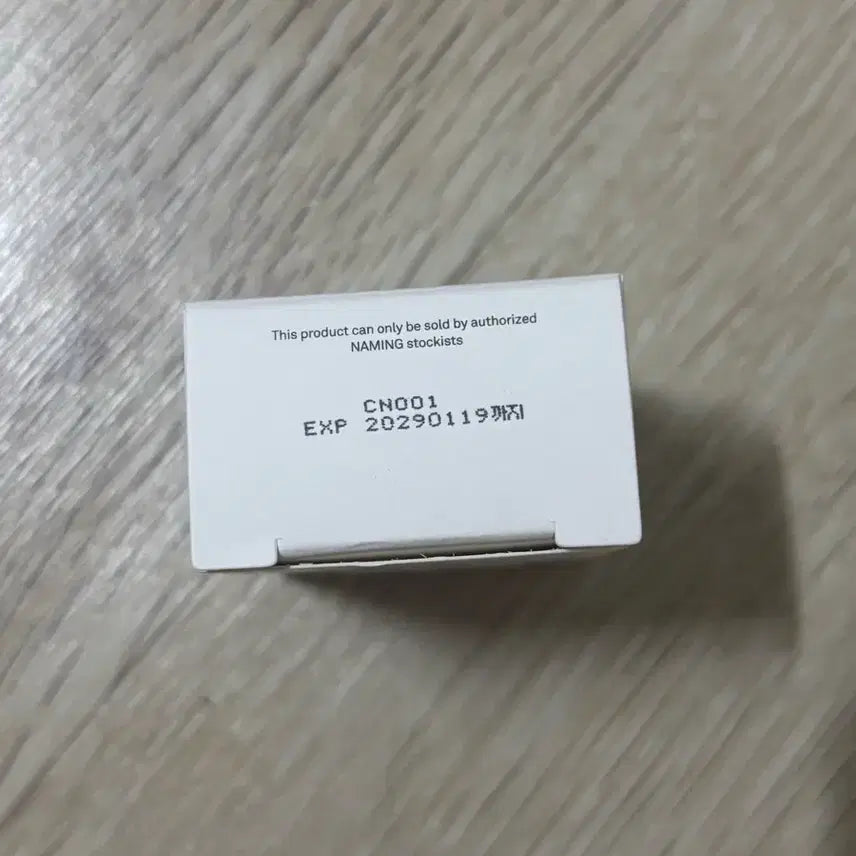 This product can only be sold by authorized
NAMING stockists
CN001
EXP 20290119까지